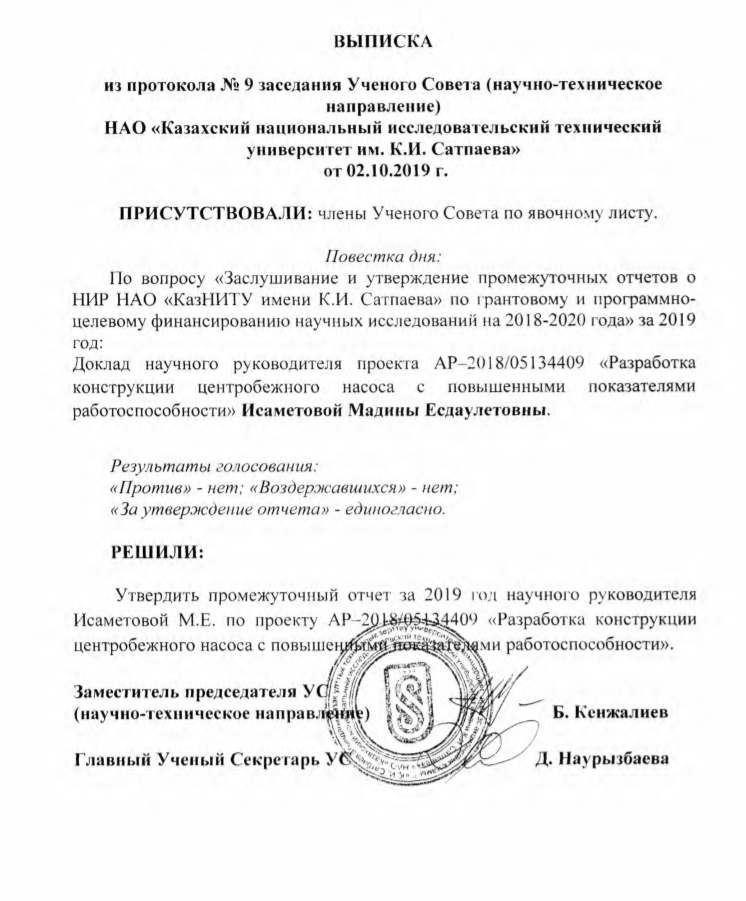 ВЫПИСКА
из протокола № 9 заседания Ученого Совета (научно-техническое
направление)
НАО «Казахский национальный исследовательский технический
университет им. К.И. Сатпаева»
от 02.10.2019 г.
ПРИСУТСТВОВАЛИ: члены Ученого Совета по явочному листу.
Повестка дня:
По вопросу «Заслушивание и утверждение промежуточных отчетов о
НИР НАО «КазНИТУ имени К.И. Сатпаева» по грантовому и программно-
целевому финансированию научных исследований на 2018-2020 года» за 2019
год:
Доклад научного руководителя проекта АР–2018/05134409 «Разработка
конструкции центробежного насоса с повышенными показателями
работоспособности» Исаметовой Мадины Есдаулетовны.
Результаты голосования:
«Против» - нет; «Воздержавшихся» - нет;
«За утверждение отчета» - единогласно.
РЕШИЛИ:
Утвердить промежуточный отчет за 2019 год научного руководителя
Исаметовой М.Е. по проекту АР–2018/05134409 «Разработка конструкции
центробежного насоса с повышенными показателями работоспособности».
Заместитель председателя УС
(научно-техническое направление) Б. Кенжалиев
Главный Ученый Секретарь УС Д. Наурызбаева